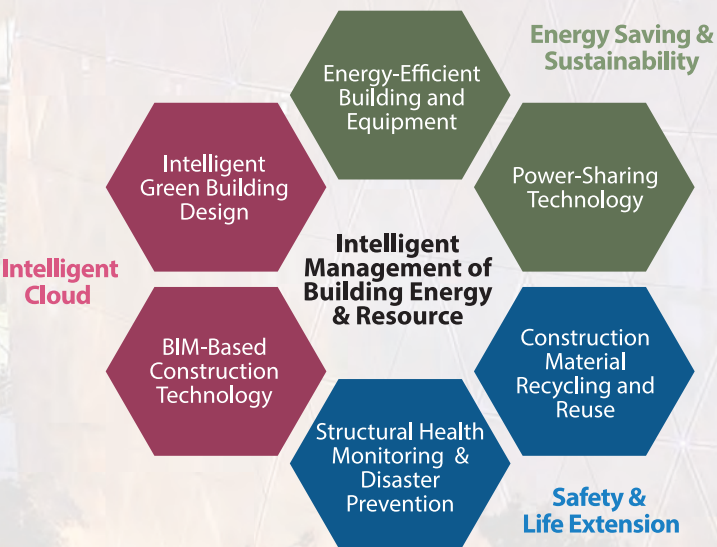 Energy Saving &
Sustainability
Energy-Efficient
Building and
Equipment
Intelligent
Green Building
Design
Power-Sharing
Technology
Intelligent
Management of
Building Energy
& Resource
Intelligent
Cloud
BIM-Based
Construction
Technology
Construction
Material
Recycling and
Reuse
Structural Health
Monitoring &
Disaster
Prevention
Safety &
Life Extension